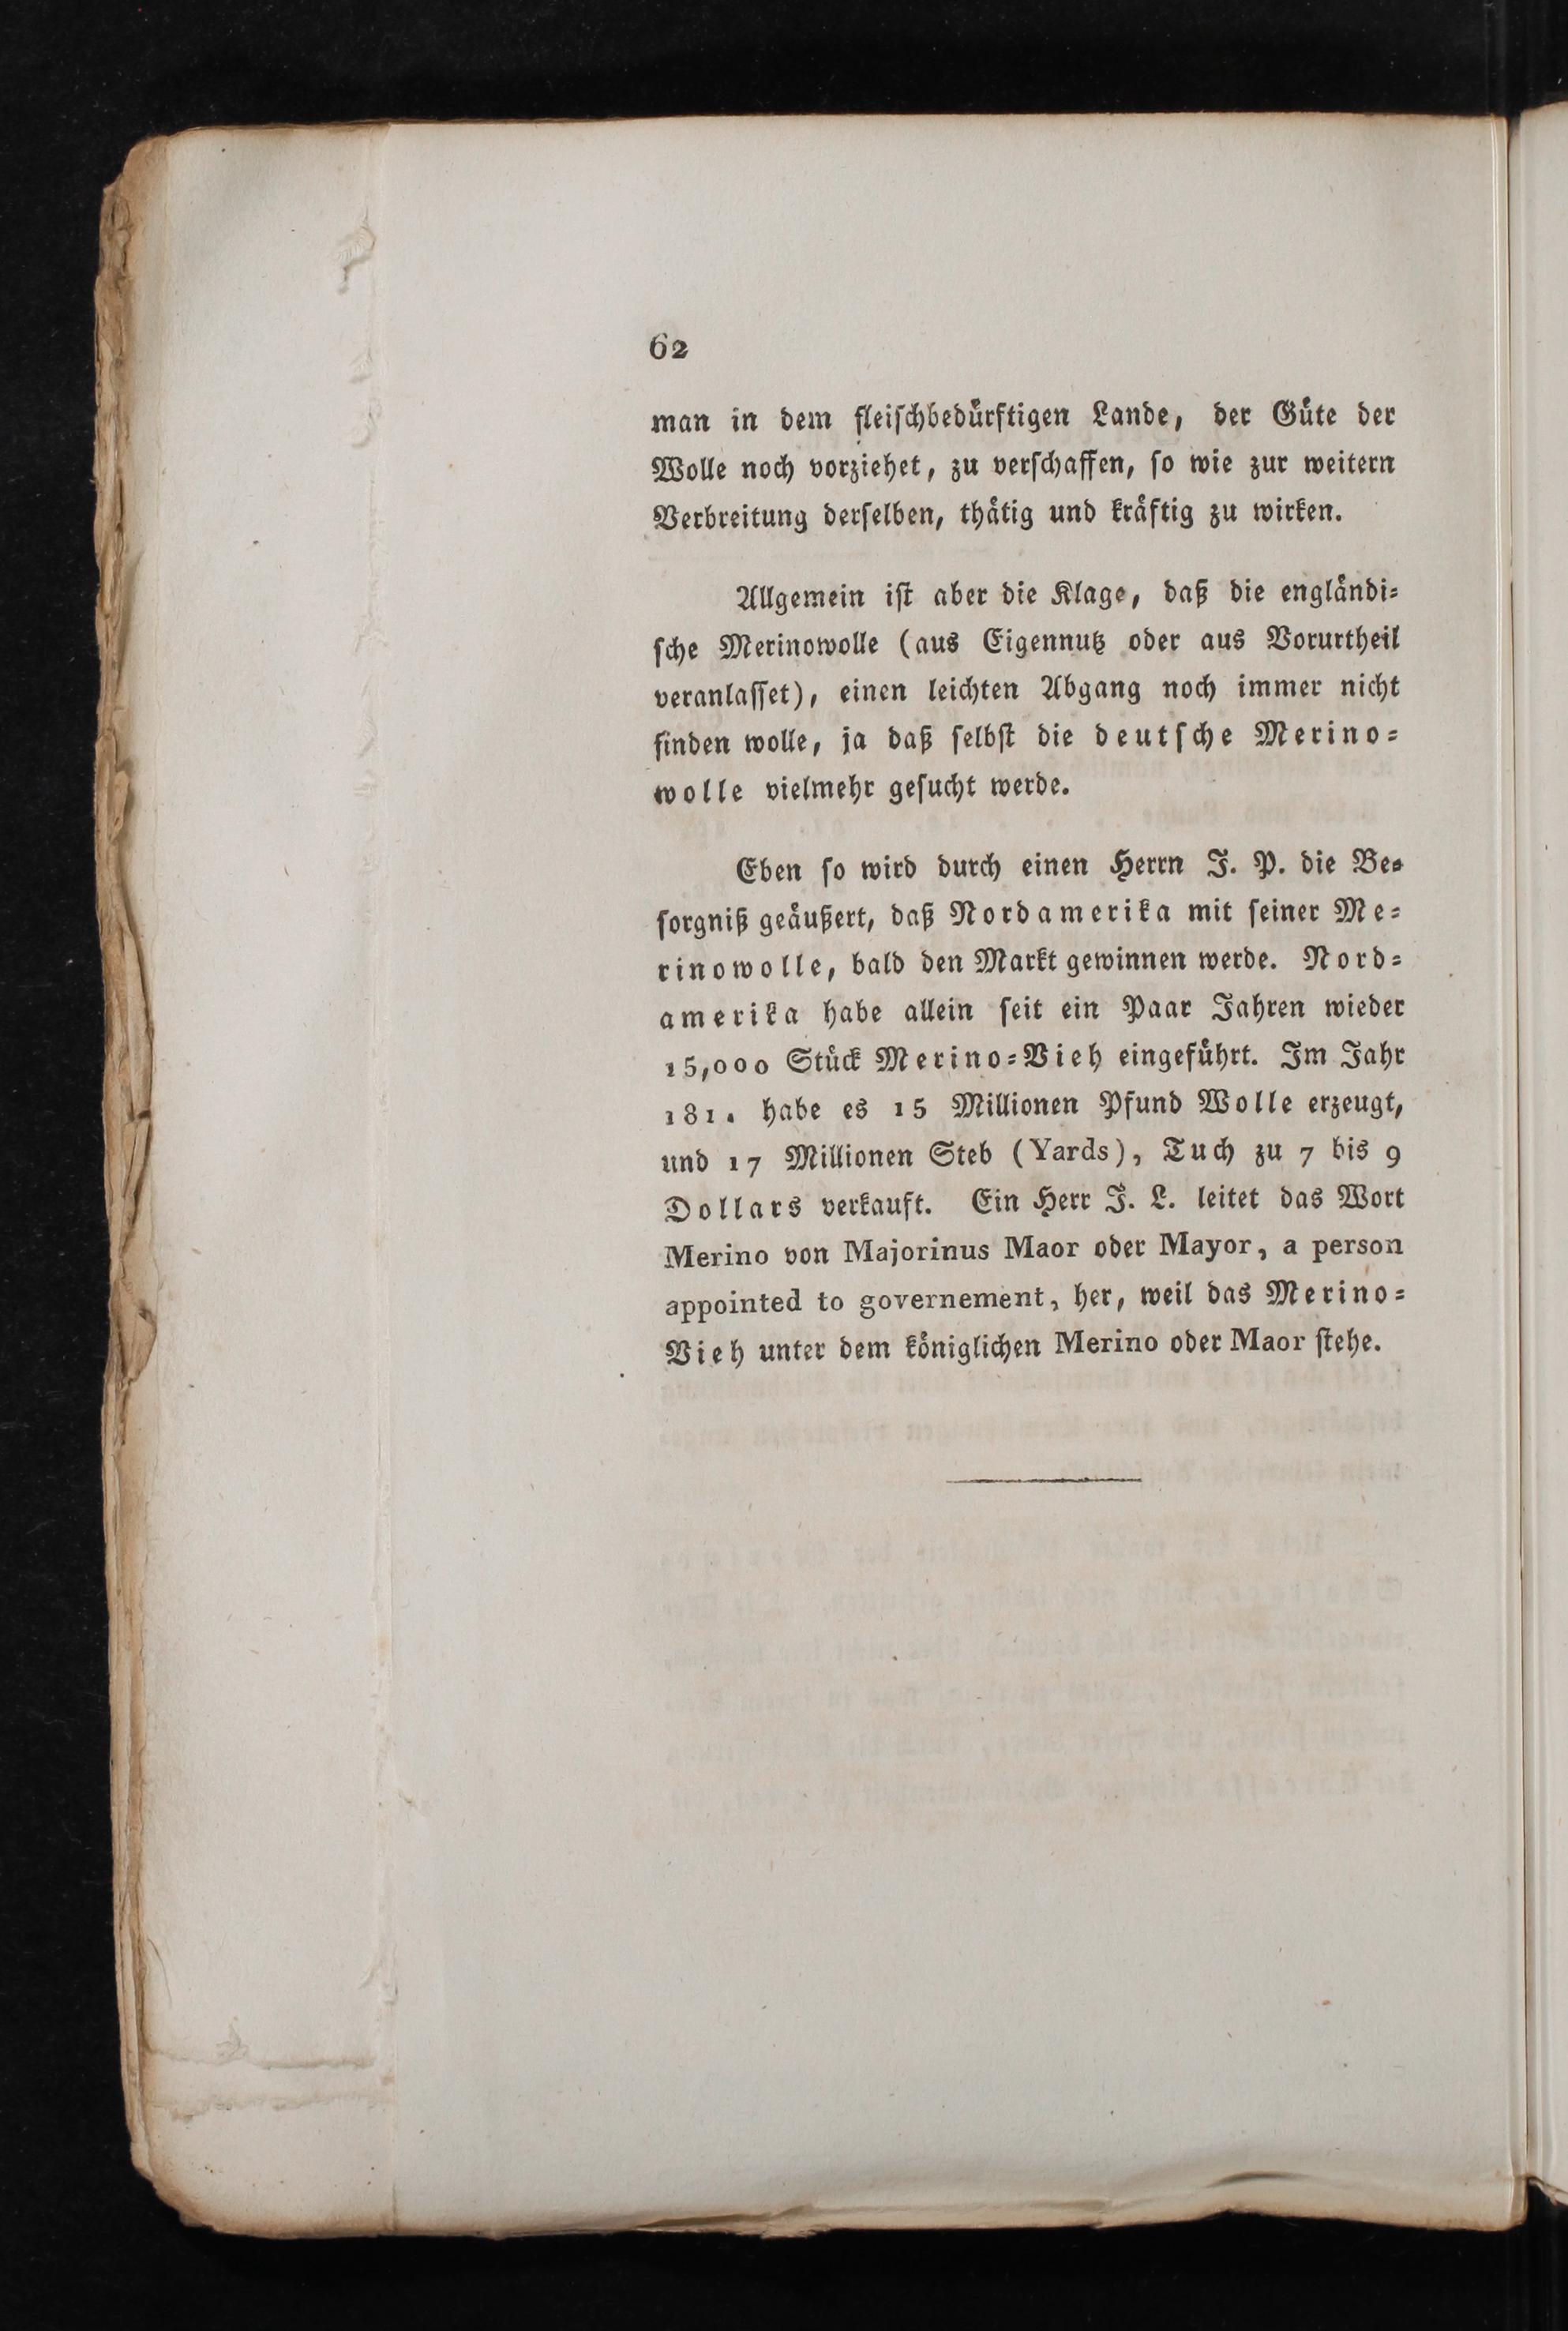 62
man in dem fleiſchbedürftigen Lande, der Güte der
Wolle noch vorziehet, zu verſchaffen, ſo wie zur weitern
Verbreitung derſelben, thätig und kräftig zu wirken.
Allgemein iſt aber die Klage, daß die engländi⸗
ſche Merinowolle (aus Eigennutz oder aus Vorurtheil
veranlaſſet), einen leichten Abgang noch immer nicht
finden wolle, ja daß ſelbſt die deutſche Merino⸗
wolle vielmehr geſucht werde.
Eben ſo wird durch einen Herrn J. P. die Be⸗
ſorgniß geäußert, daß Nordamerika mit ſeiner Me⸗
rinowolle, bald den Markt gewinnen werde. Nord⸗
amerika habe allein ſeit ein Paar Jahren wieder
15,000 Stück Merino⸗Vieh eingeführt. Im Jahr
181. habe es 15 Millionen Pfund Wolle erzeugt,
und 17 Millionen Steb (Yards), Tuch zu 7 bis 9
Dollars verkauft. Ein Herr J. L. leitet das Wort
Merino von Majorinus Maor oder Mayor, a person
appointed to governement, her, weil das Merino⸗
Vieh unter dem königlichen Merino oder Maor ſtehe.